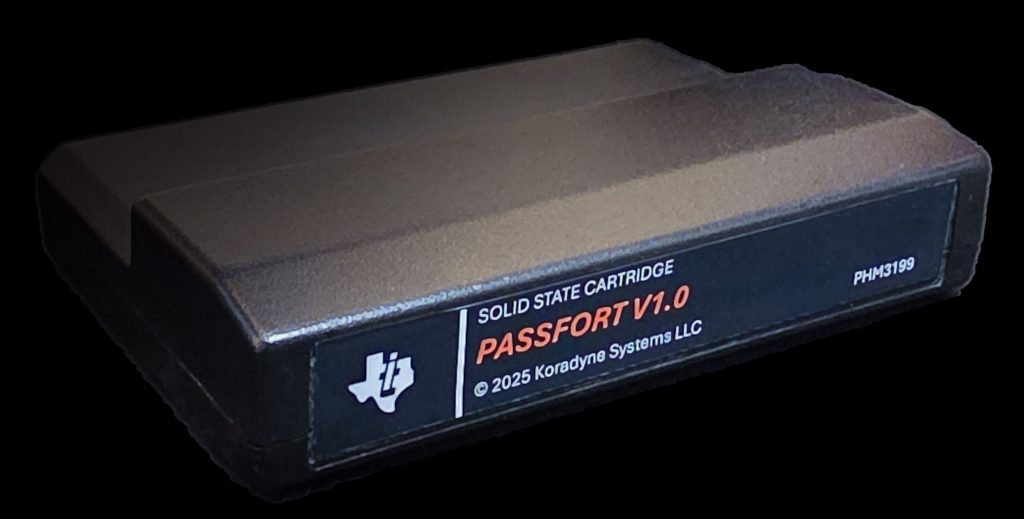 SOLID STATE CARTRIDGE
PASSFORT V1.0
© 2025 Koradyne Systems LLC
PHM3199